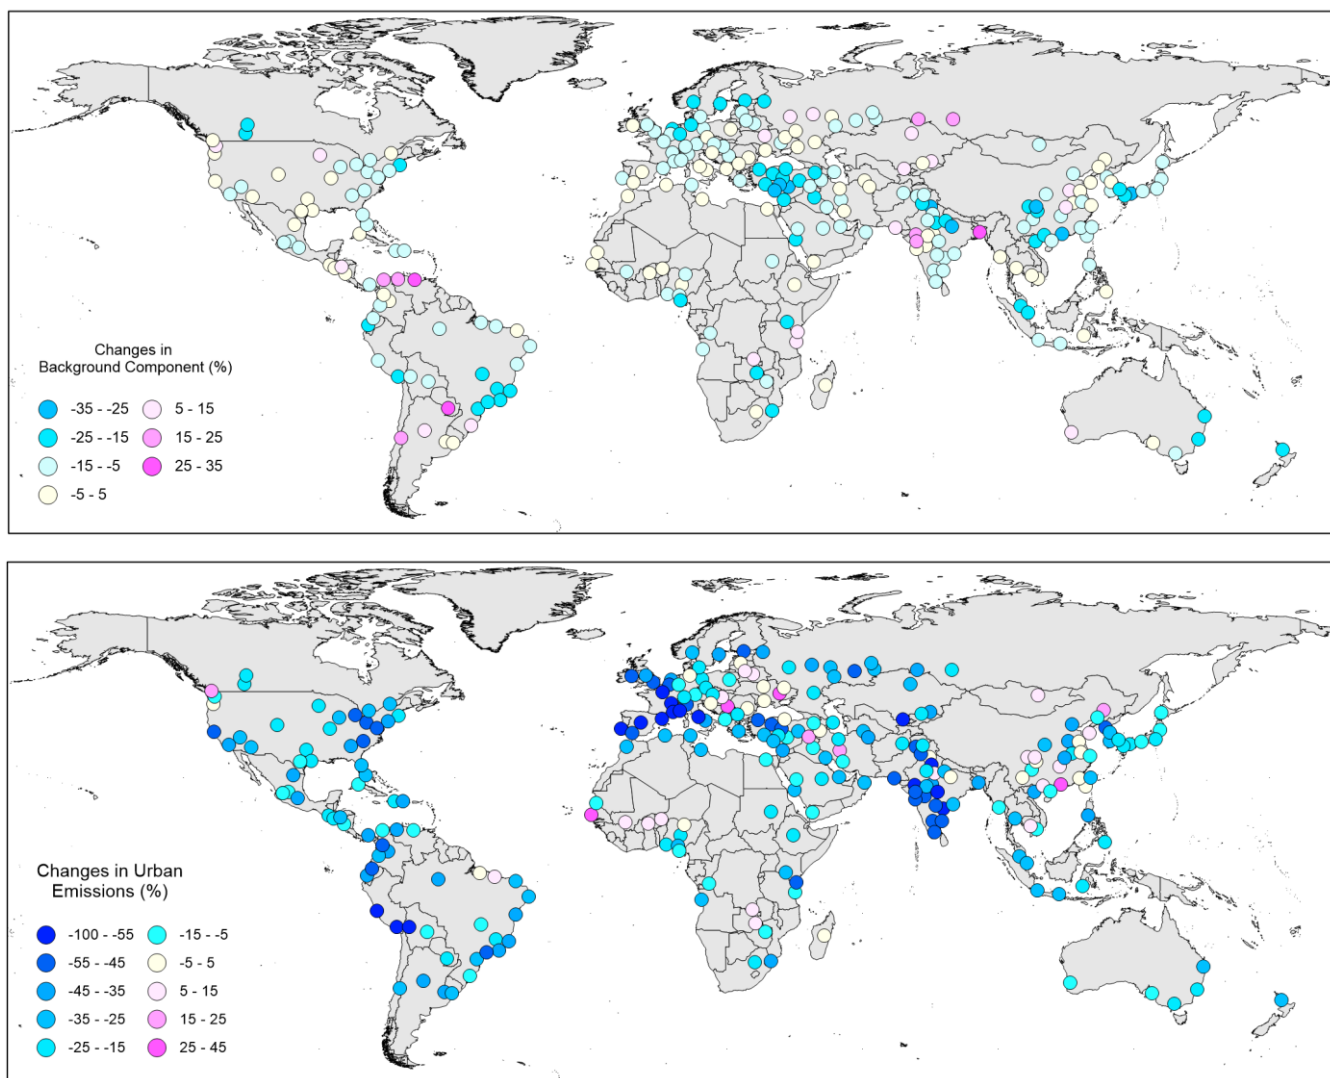 Changes in
Background Component (%)
-35 - -25
5 - 15
-25 - -15
15 - 25
-15 - -5
25 - 35
-5 - 5
Changes in Urban
Emissions (%)
-100 - -55
-15 - -5
-55 - -45
-5 - 5
-45 - -35
5 - 15
-35 - -25
15 - 25
-25 - -15
25 - 45